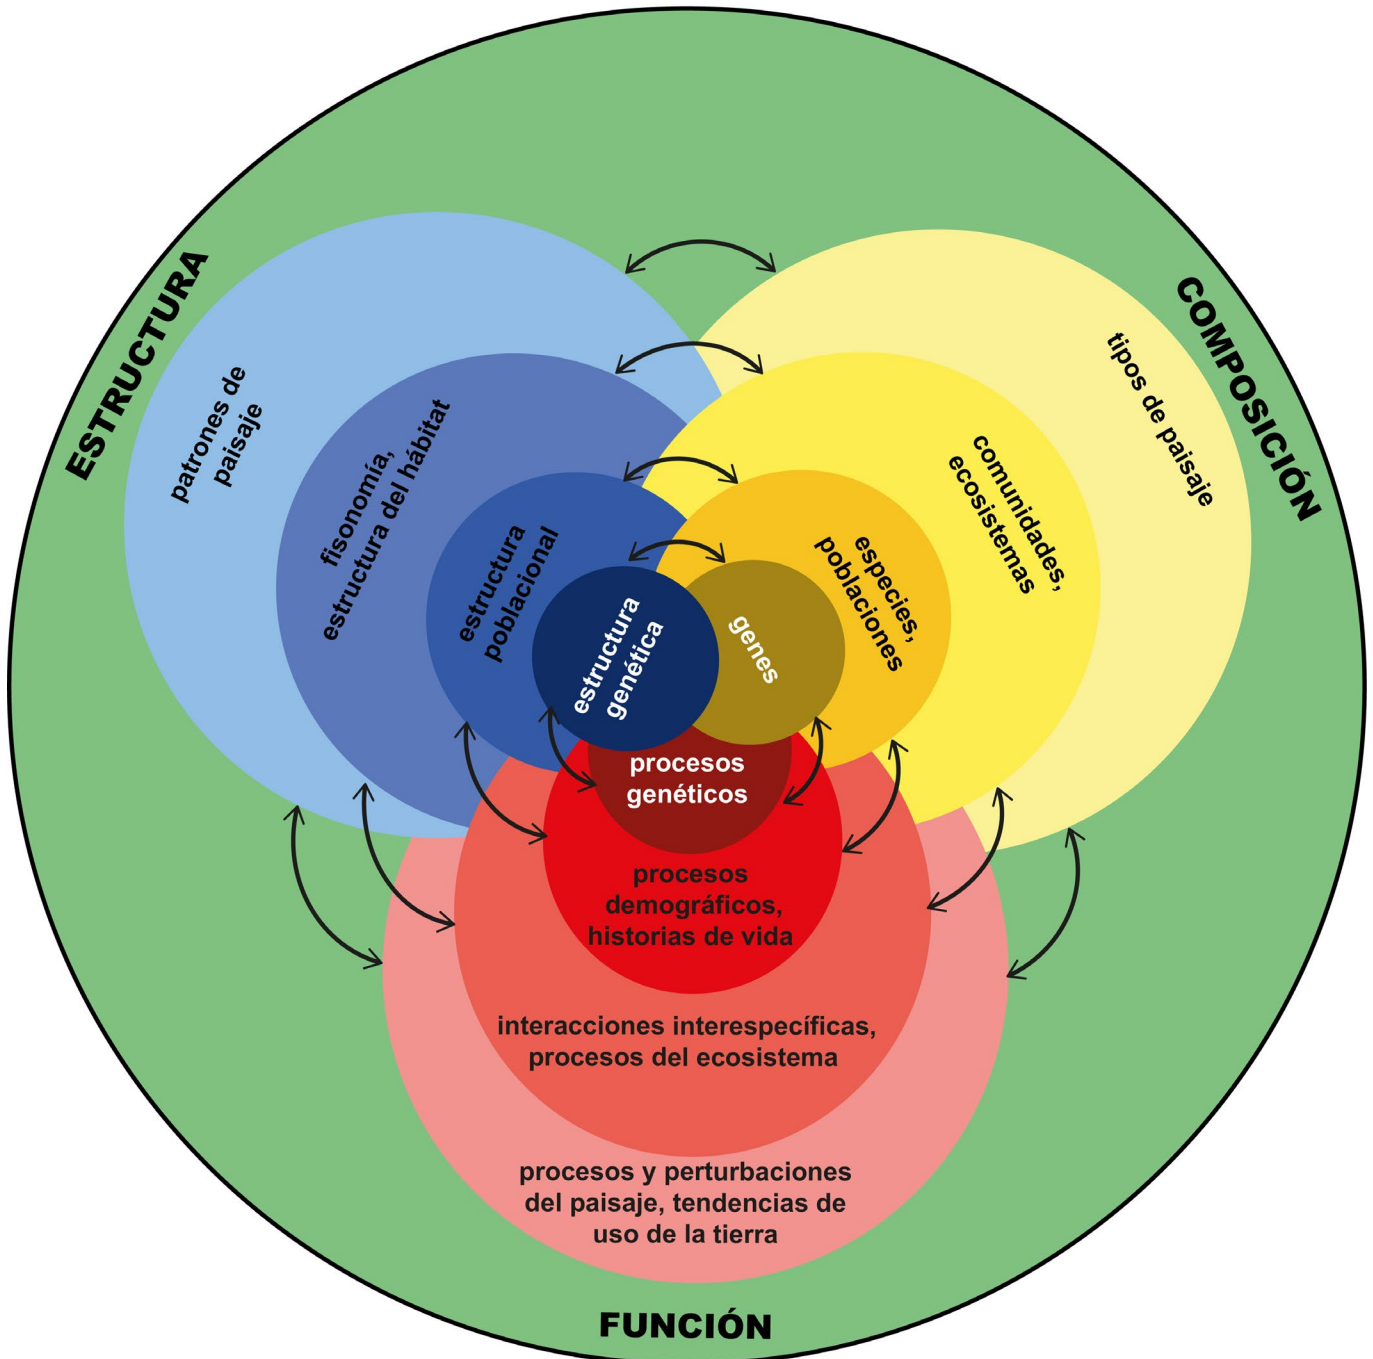 ESTRUCTURA
patrones de
paisaje
fisonomía,
estructura del hábitat
estructura
poblacional
estructura
genética
COMPOSICIÓN
tipos de paisaje
comunidades,
ecosistemas
especies,
poblaciones
genes
procesos
genéticos
procesos
demográficos,
historias de vida
interacciones interespecíficas,
procesos del ecosistema
procesos y perturbaciones
del paisaje, tendencias de
uso de la tierra
FUNCIÓN